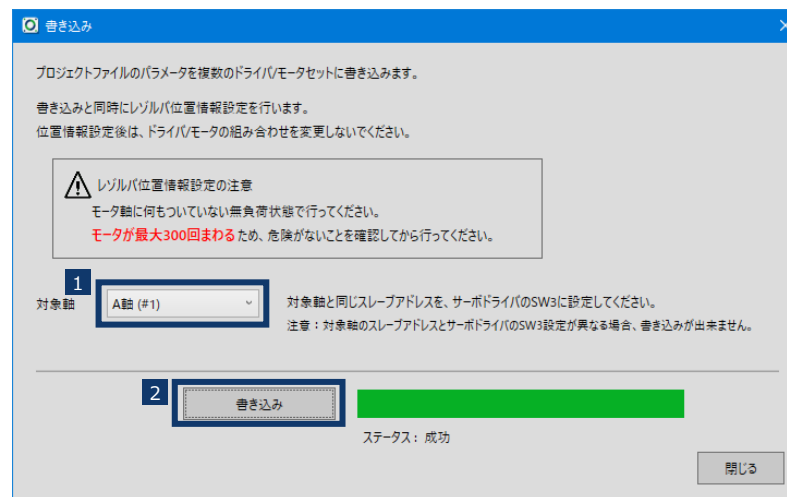 書き込み
プロジェクトファイルのパラメータを複数のドライバ/モータセットに書き込みます。
書き込みと同時にレゾルバ位置情報設定を行います。
位置情報設定後は、ドライバ/モータの組み合わせを変更しないでください。
レゾルバ位置情報設定の注意
モータ軸に何もついていない無負荷状態で行ってください。
モータが最大300回まわるため、危険がないことを確認してから行ってください。
1
対象軸
A軸 (#1)
対象軸と同じスレーブアドレスを、サーボドライバのSW3に設定してください。
注意：対象軸のスレーブアドレスとサーボドライバのSW3設定が異なる場合、書き込みが出来ません。
2
書き込み
ステータス： 成功
閉じる